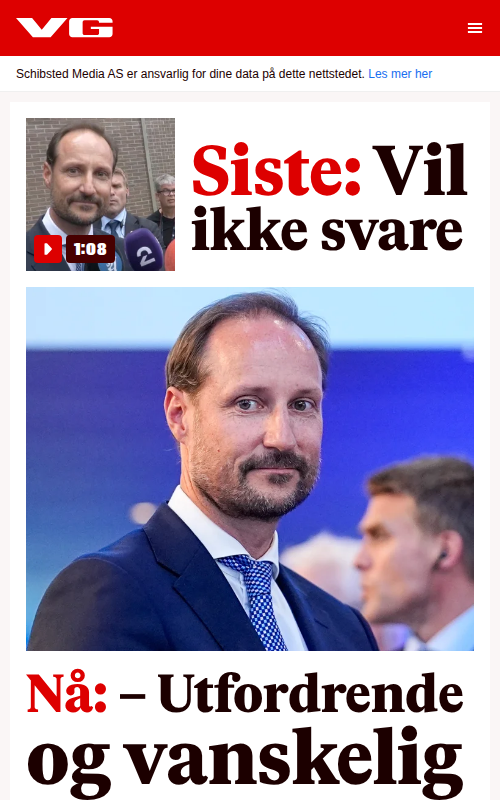 VG
Schibsted Media AS er ansvarlig for dine data på dette nettstedet. Les mer her
Siste: Vil
ikke svare
1:08
Nå: – Utfordrende
og vanskelig